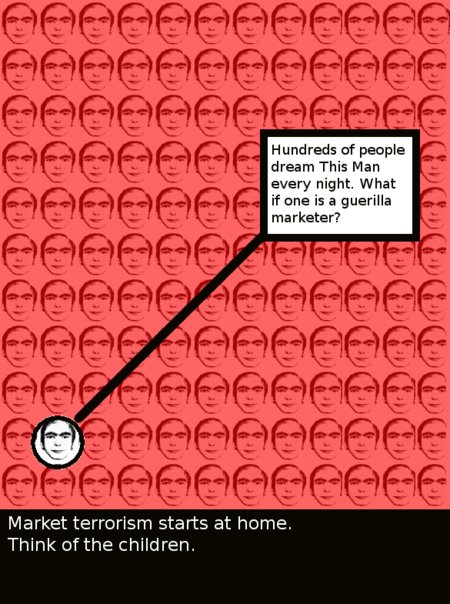 Hundreds of people
dream This Man
every night. What
if one is a guerilla
marketer?
Market terrorism starts at home.
Think of the children.